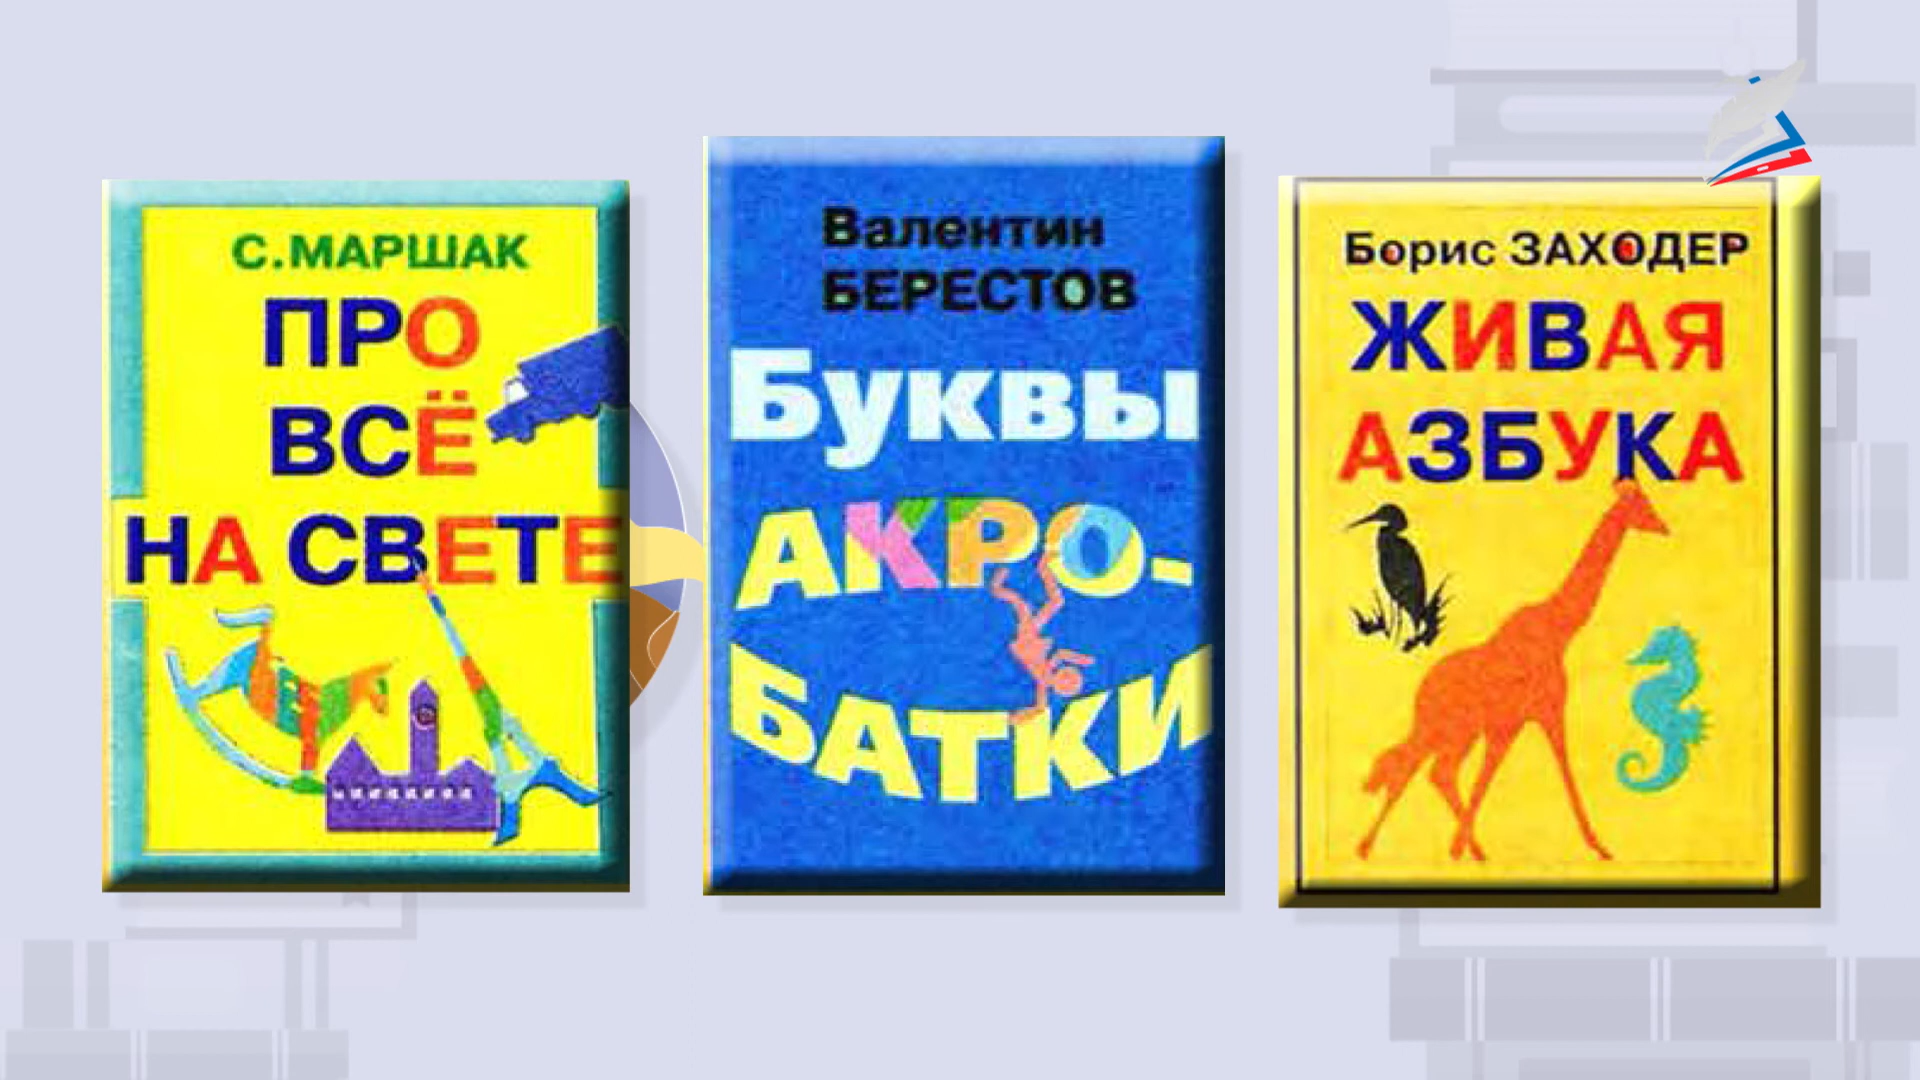 С.МАРШАК
ПРО
ВСЁ
НА СВЕТЕ
Валентин
БЕРЕСТОВ
Буквы
АКРО-
БАТКИ
Борис ЗАХОДЕР
ЖИВАЯ
АЗБУКА